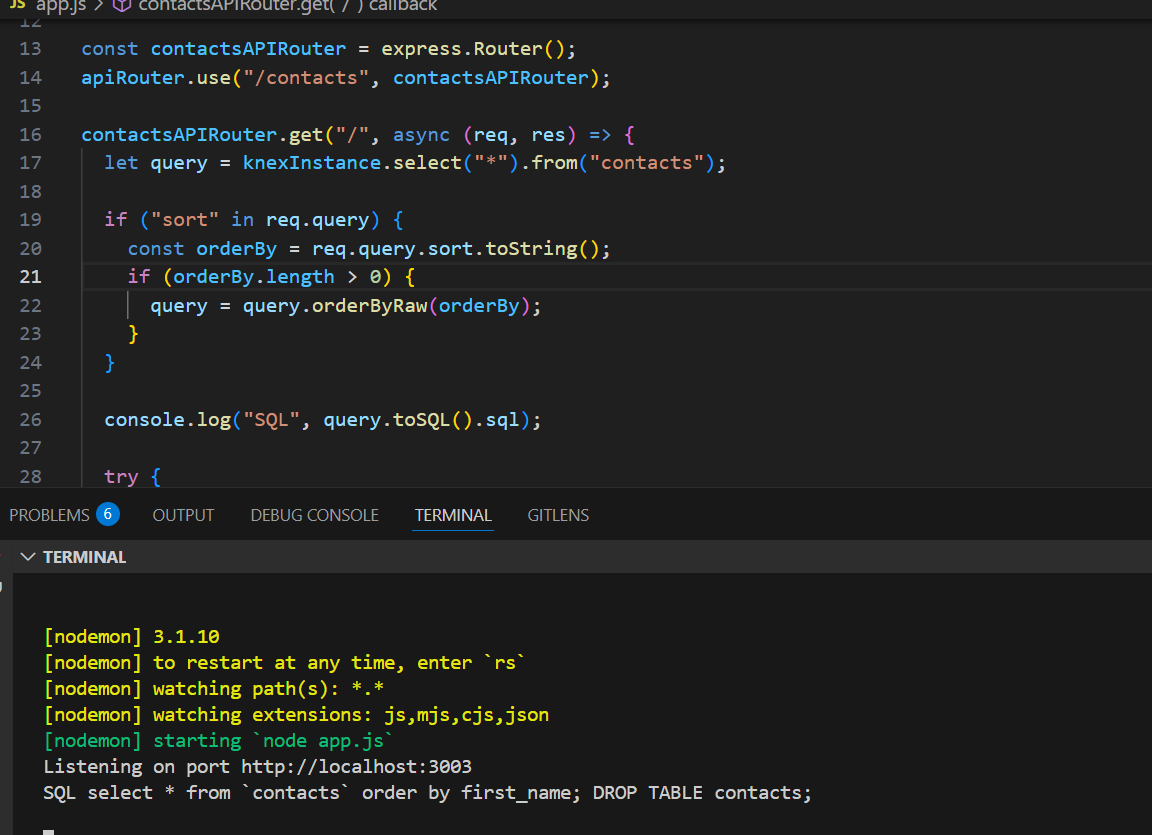 JS app.js > contactsAPIRouter.get("/") callback
12
13 const contactsAPIRouter = express.Router();
14 apiRouter.use("/contacts", contactsAPIRouter);
15
16 contactsAPIRouter.get("/", async (req, res) => {
17 let query = knexInstance.select("*").from("contacts");
18
19 if ("sort" in req.query) {
20 const orderBy = req.query.sort.toString();
21 if (orderBy.length > 0) {
22 query = query.orderByRaw(orderBy);
23 }
24 }
25
26 console.log("SQL", query.toSQL().sql);
27
28 try {
PROBLEMS 6 OUTPUT DEBUG CONSOLE TERMINAL GITLENS
TERMINAL
[nodemon] 3.1.10
[nodemon] to restart at any time, enter `rs`
[nodemon] watching path(s): *.*
[nodemon] watching extensions: js,mjs,cjs,json
[nodemon] starting `node app.js`
Listening on port http://localhost:3003
SQL select * from `contacts` order by first_name; DROP TABLE contacts;